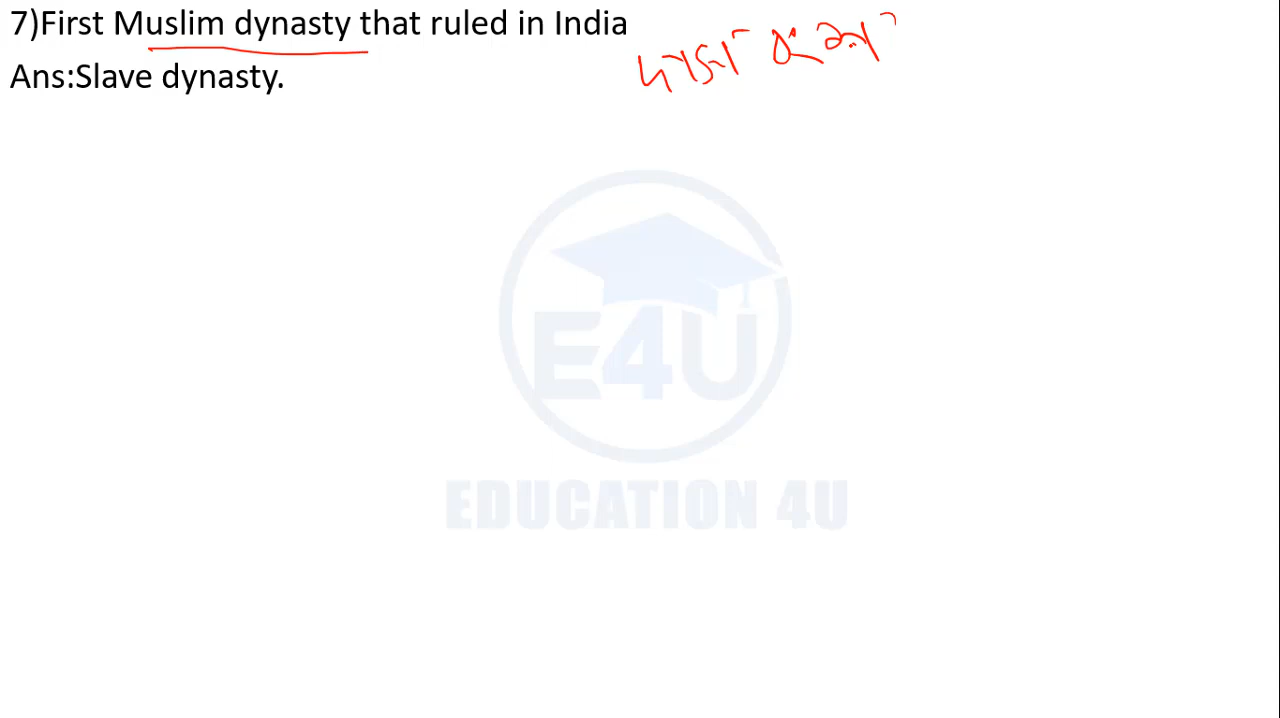 7)First Muslim dynasty that ruled in India
Ans:Slave dynasty.
E4U
EDUCATION 4U